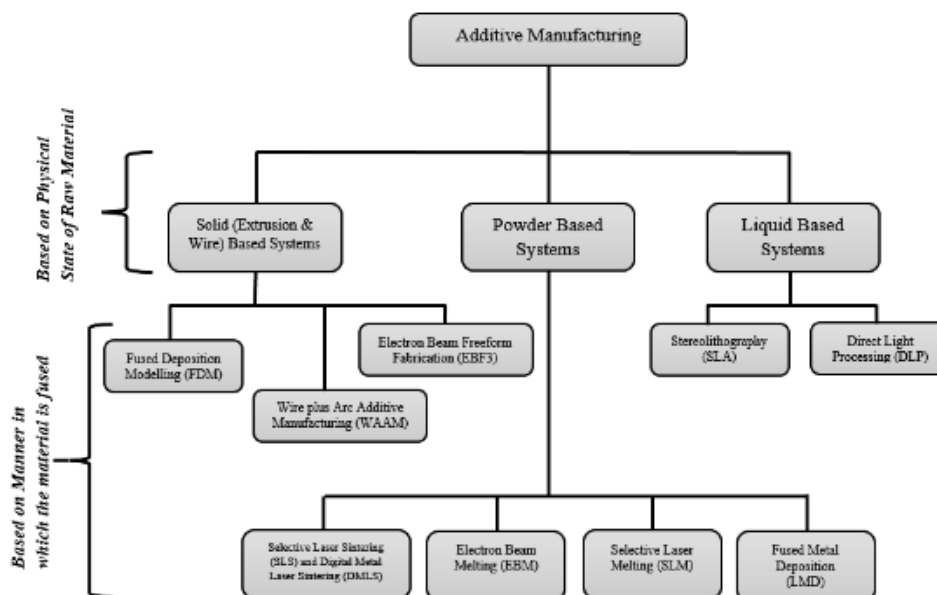 Additive Manufacturing
Based on Physical
State of Raw Material
Solid (Extrusion &
Wire) Based Systems
Powder Based
Systems
Liquid Based
Systems
Based on Manner in
which the material is fused
Fused Deposition
Modelling (FDM)
Electron Beam Freeform
Fabrication (EBF3)
Wire plus Arc Additive
Manufacturing (WAAM)
Stereolithography
(SLA)
Direct Light
Processing (DLP)
Selective Laser Sintering
(SLS) and Digital Metal
Laser Sintering (DMLS)
Electron Beam
Melting (EBM)
Selective Laser
Melting (SLM)
Fused Metal
Deposition
(LMD)